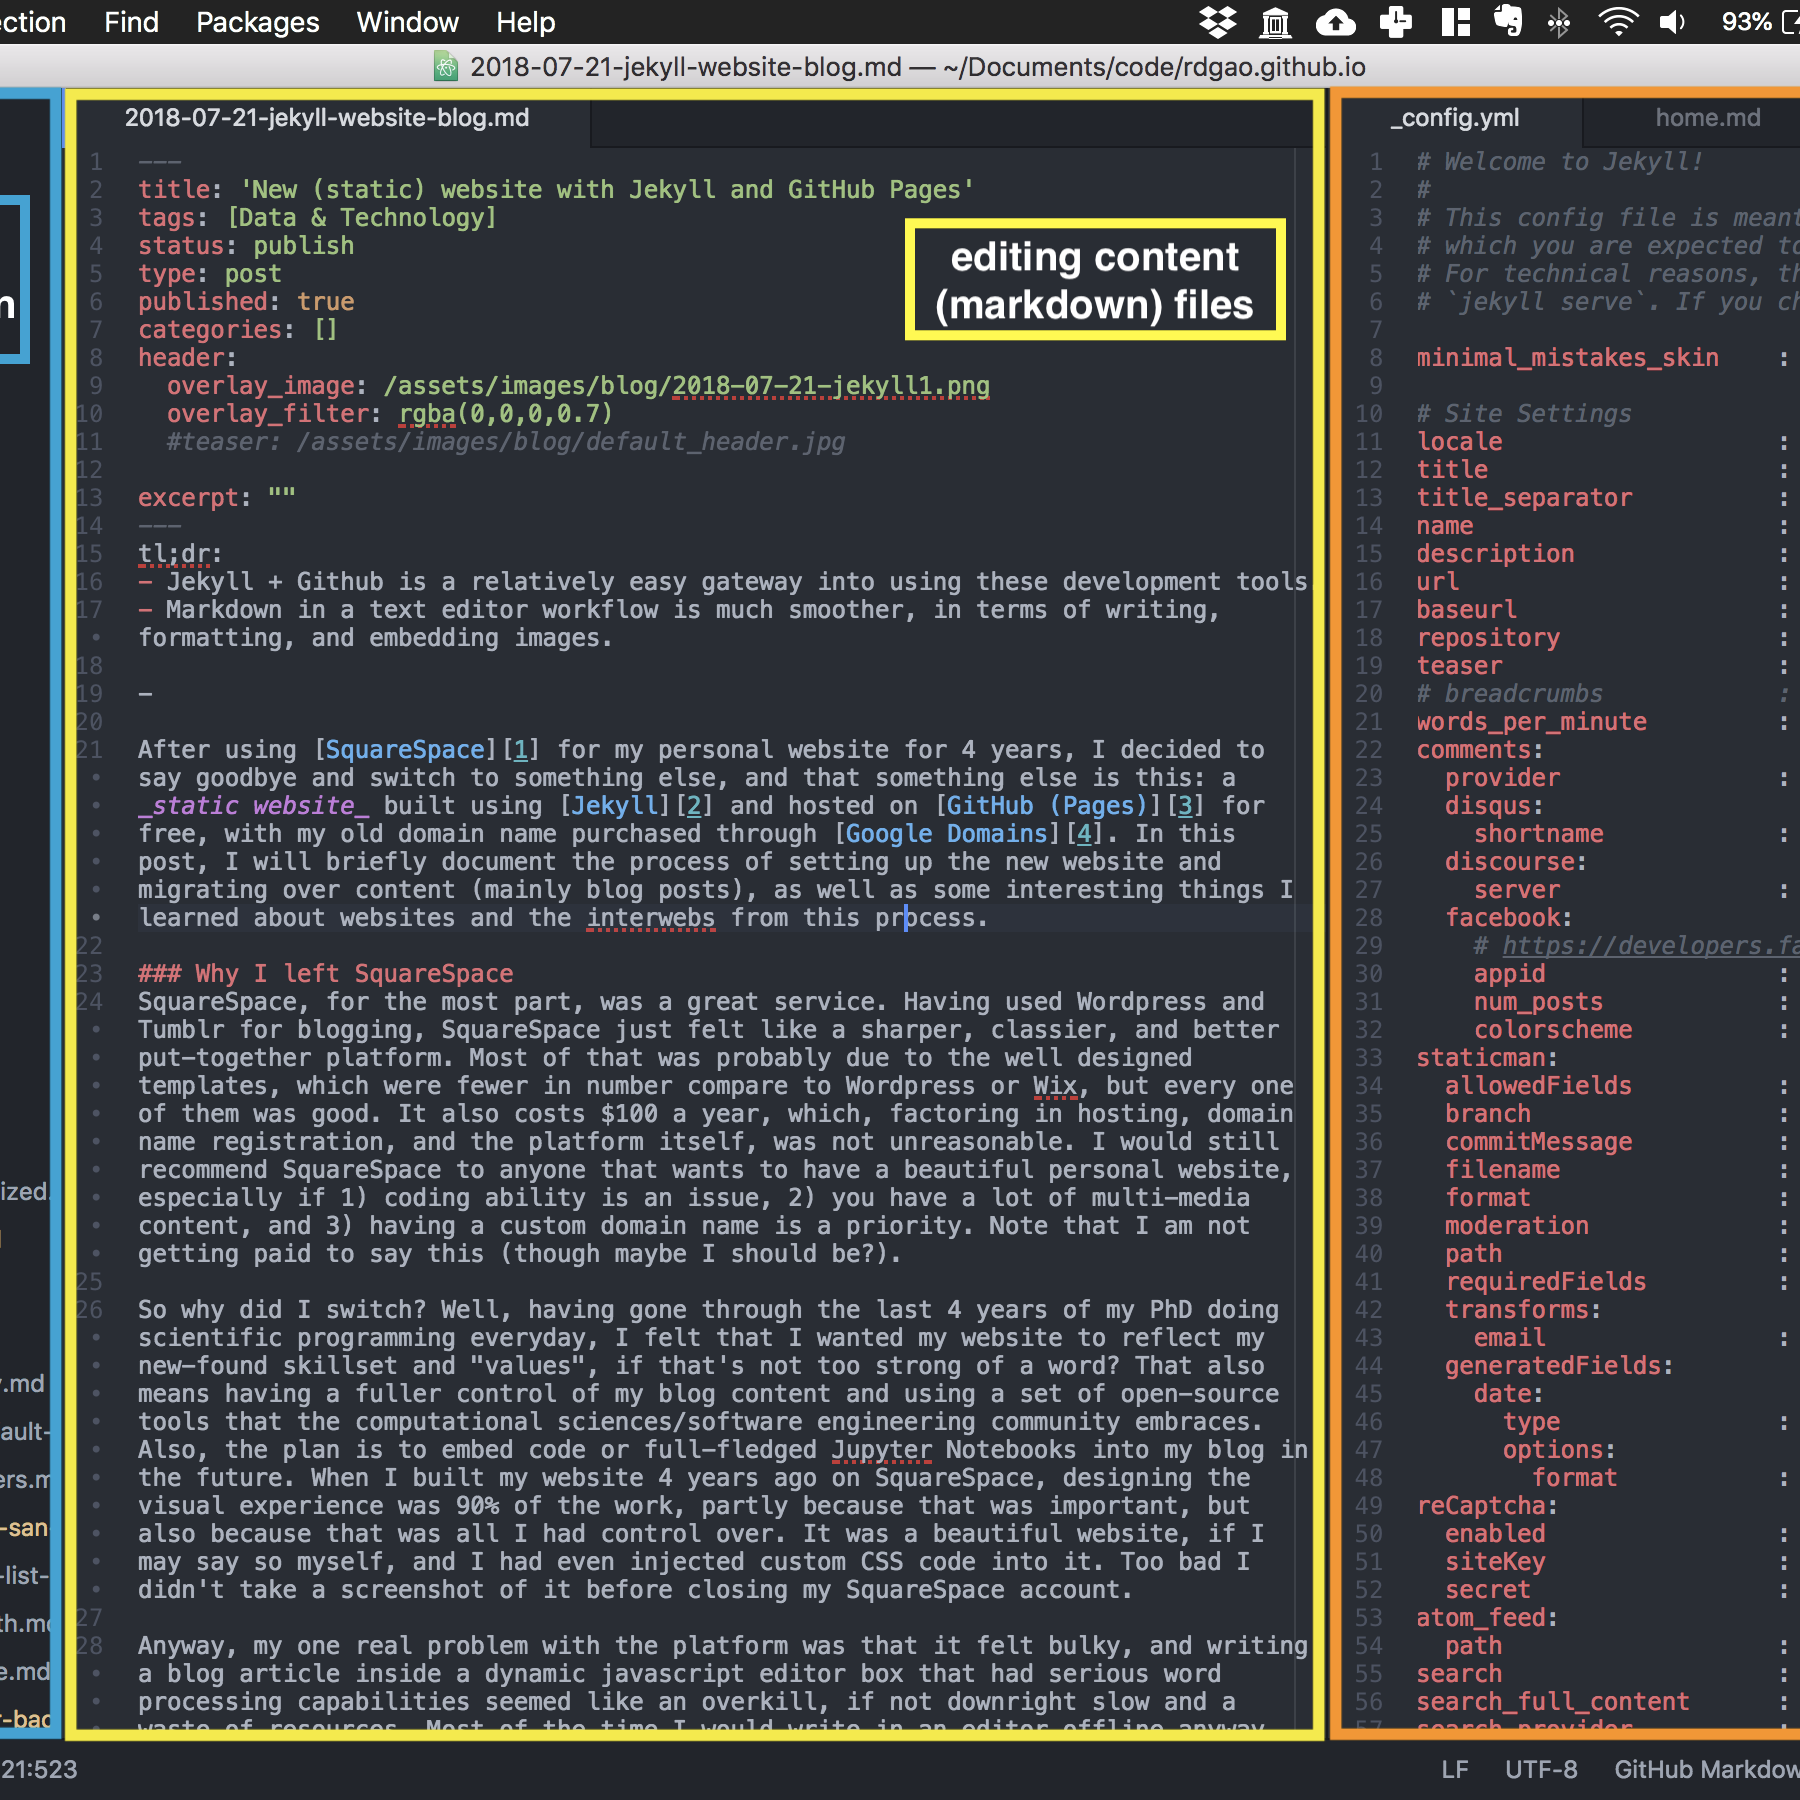 ction Find Packages Window Help 93%
2018-07-21-jekyll-website-blog.md — ~/Documents/code/rdgao.github.io
2018-07-21-jekyll-website-blog.md
1 ---
2 title: 'New (static) website with Jekyll and GitHub Pages'
3 tags: [Data & Technology]
4 status: publish
5 type: post
6 published: true
7 categories: []
8 header:
9 overlay_image: /assets/images/blog/2018-07-21-jekyll1.png
10 overlay_filter: rgba(0,0,0,0.7)
11 #teaser: /assets/images/blog/default_header.jpg
12
13 excerpt: ""
14 ---
15 tl;dr:
16 - Jekyll + Github is a relatively easy gateway into using these development tools.
17 - Markdown in a text editor workflow is much smoother, in terms of writing,
formatting, and embedding images.
18
19 -
20
21 After using [SquareSpace][1] for my personal website for 4 years, I decided to
say goodbye and switch to something else, and that something else is this: a
_static website_ built using [Jekyll][2] and hosted on [GitHub (Pages)][3] for
free, with my old domain name purchased through [Google Domains][4]. In this
post, I will briefly document the process of setting up the new website and
migrating over content (mainly blog posts), as well as some interesting things I
learned about websites and the interwebs from this process.
22
23 ### Why I left SquareSpace
24 SquareSpace, for the most part, was a great service. Having used Wordpress and
Tumblr for blogging, SquareSpace just felt like a sharper, classier, and better
put-together platform. Most of that was probably due to the well designed
templates, which were fewer in number compare to Wordpress or Wix, but every one
of them was good. It also costs $100 a year, which, factoring in hosting, domain
name registration, and the platform itself, was not unreasonable. I would still
recommend SquareSpace to anyone that wants to have a beautiful personal website,
especially if 1) coding ability is an issue, 2) you have a lot of multi-media
content, and 3) having a custom domain name is a priority. Note that I am not
getting paid to say this (though maybe I should be?).
25
26 So why did I switch? Well, having gone through the last 4 years of my PhD doing
scientific programming everyday, I felt that I wanted my website to reflect my
new-found skillset and "values", if that's not too strong of a word? That also
means having a fuller control of my blog content and using a set of open-source
tools that the computational sciences/software engineering community embraces.
Also, the plan is to embed code or full-fledged Jupyter Notebooks into my blog in
the future. When I built my website 4 years ago on SquareSpace, designing the
visual experience was 90% of the work, partly because that was important, but
also because that was all I had control over. It was a beautiful website, if I
may say so myself, and I had even injected custom CSS code into it. Too bad I
didn't take a screenshot of it before closing my SquareSpace account.
27
28 Anyway, my one real problem with the platform was that it felt bulky, and writing
a blog article inside a dynamic javascript editor box that had serious word
processing capabilities seemed like an overkill, if not downright slow and a
waste of resources. Most of the time I would write in an editor offline anyway
editing content
(markdown) files
_config.yml home.md
1 # Welcome to Jekyll!
2 #
3 # This config file is meant
4 # which you are expected to
5 # For technical reasons, th
6 # `jekyll serve`. If you ch
7
8 minimal_mistakes_skin :
9
10 # Site Settings
11 locale :
12 title :
13 title_separator :
14 name :
15 description :
16 url :
17 baseurl :
18 repository :
19 teaser :
20 # breadcrumbs :
21 words_per_minute :
22 comments:
23 provider :
24 disqus:
25 shortname :
26 discourse:
27 server :
28 facebook:
29 # https://developers.fa
30 appid :
31 num_posts :
32 colorscheme :
33 staticman:
34 allowedFields :
35 branch :
36 commitMessage :
37 filename :
38 format :
39 moderation :
40 path :
41 requiredFields :
42 transforms:
43 email :
44 generatedFields:
45 date:
46 type :
47 options:
48 format :
49 reCaptcha:
50 enabled :
51 siteKey :
52 secret :
53 atom_feed:
54 path :
55 search :
56 search_full_content :
57 search_provider
n
ized.
.md
ault-
ers.m
-san
-list-
th.mo
e.md
-bac
21:523 LF UTF-8 GitHub Markdow